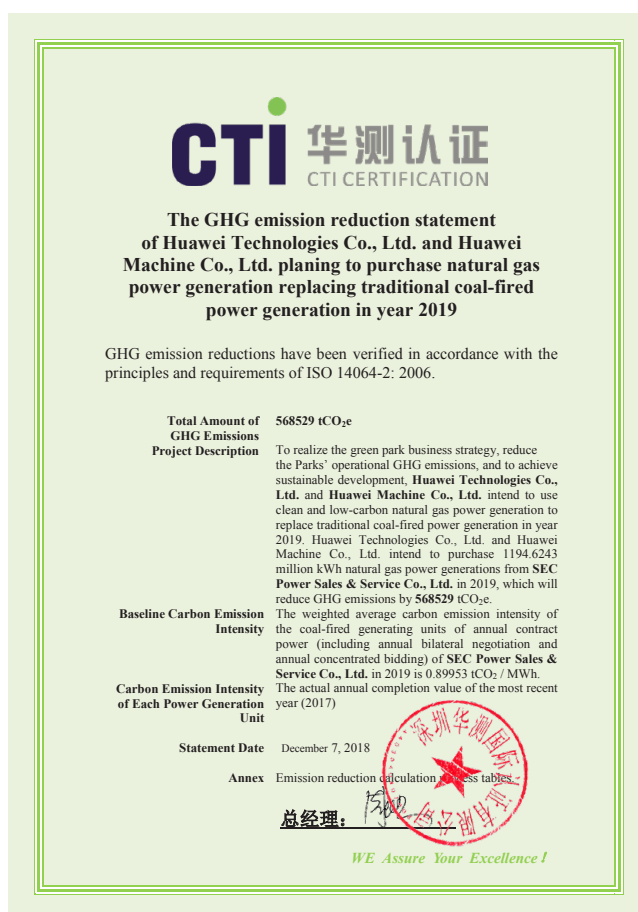 CTI 华测认证
CTI CERTIFICATION
The GHG emission reduction statement
of Huawei Technologies Co., Ltd. and Huawei
Machine Co., Ltd. planing to purchase natural gas
power generation replacing traditional coal-fired
power generation in year 2019
GHG emission reductions have been verified in accordance with the
principles and requirements of ISO 14064-2: 2006.
Total Amount of GHG Emissions
568529 tCO₂e
Project Description
To realize the green park business strategy, reduce
the Parks' operational GHG emissions, and to achieve
sustainable development, Huawei Technologies Co.,
Ltd. and Huawei Machine Co., Ltd. intend to use
clean and low-carbon natural gas power generation to
replace traditional coal-fired power generation in year
2019. Huawei Technologies Co., Ltd. and Huawei
Machine Co., Ltd. intend to purchase 1194.6243
million kWh natural gas power generations from SEC
Power Sales & Service Co., Ltd. in 2019, which will
reduce GHG emissions by 568529 tCO₂e.
Baseline Carbon Emission
Intensity
The weighted average carbon emission intensity of
the coal-fired generating units of annual contract
power (including annual bilateral negotiation and
annual concentrated bidding) of SEC Power Sales &
Service Co., Ltd. in 2019 is 0.89953 tCO₂ / MWh.
Carbon Emission Intensity
of Each Power Generation
Unit
The actual annual completion value of the most recent
year (2017)
Statement Date December 7, 2018
Annex Emission reduction calculation tables.
深圳华测国际认证有限公司
总经理：
WE Assure Your Excellence!